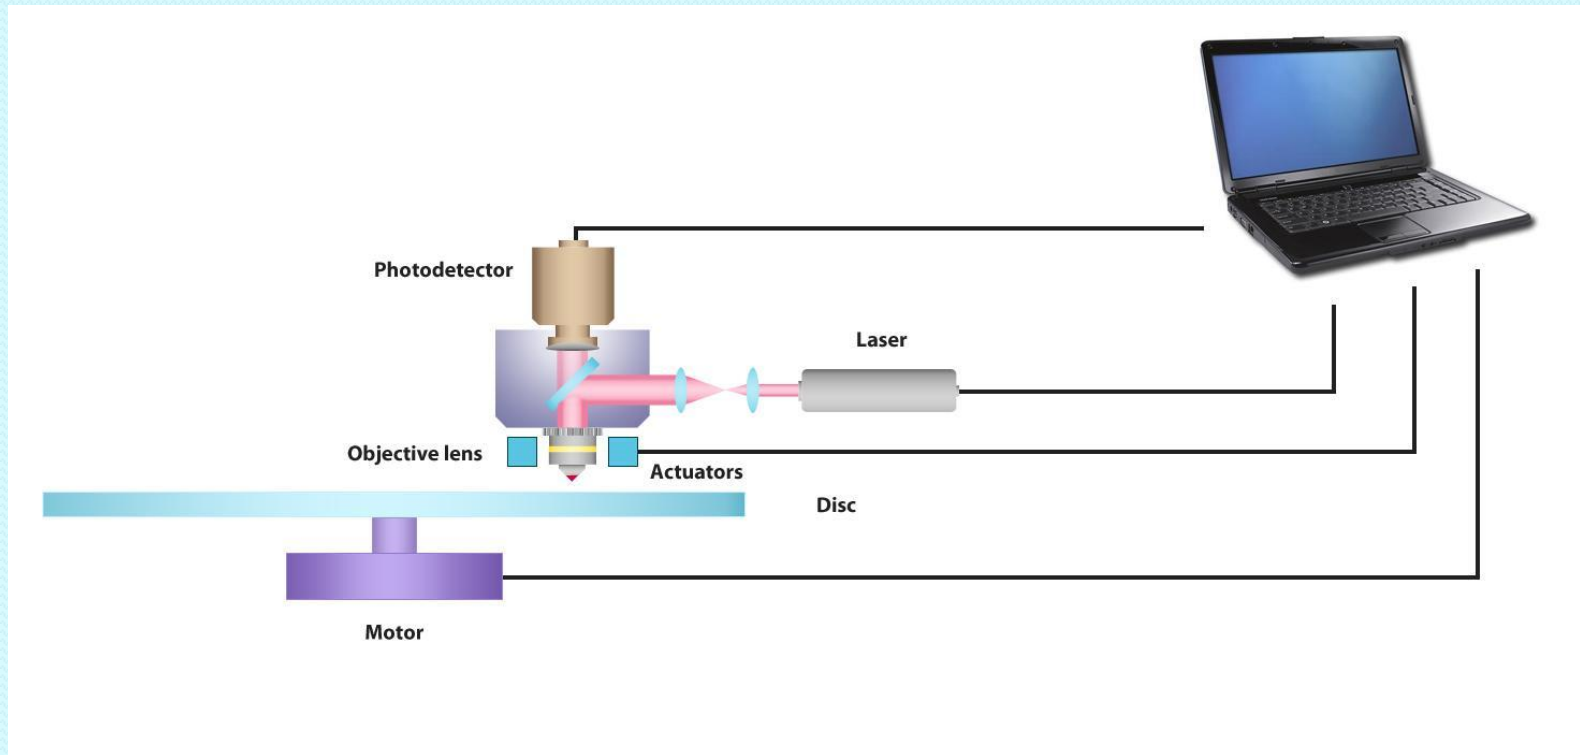 Photodetector
Laser
Objective lens
Actuators
Disc
Motor